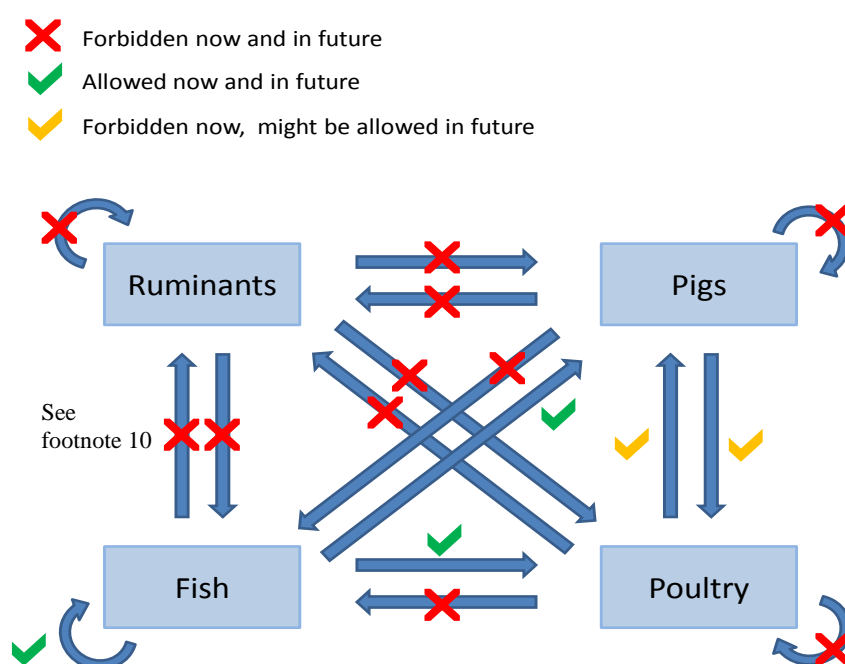 Forbidden now and in future
Allowed now and in future
Forbidden now, might be allowed in future
Ruminants
Pigs
See
footnote 10
Fish
Poultry